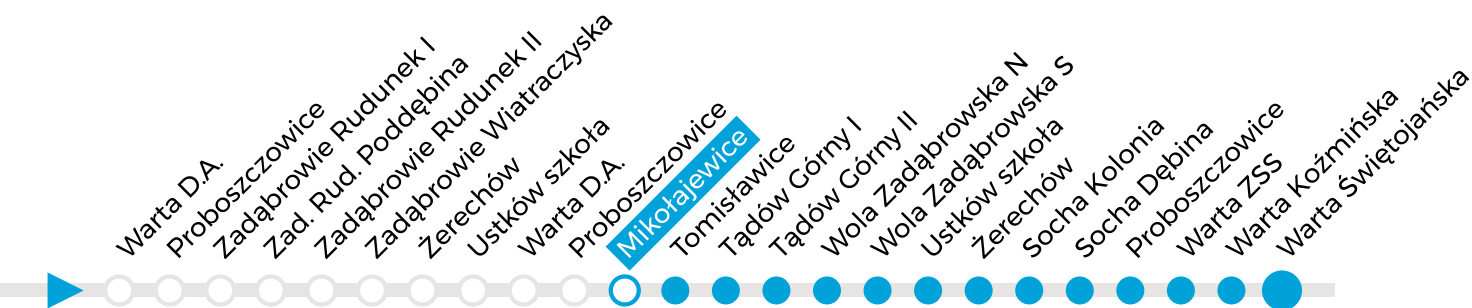 Warta D.A.
Proboszczowice
Zadąbrowie Rudunek I
Zad. Rud. Poddębina
Zadąbrowie Rudunek II
Zadąbrowie Wiatraczyska
Żerechów
Ustków szkoła
Warta D.A.
Proboszczowice
Mikołajewice
Tomisławice
Tądów Górny I
Tądów Górny II
Wola Zadąbrowska N
Wola Zadąbrowska S
Ustków szkoła
Żerechów
Socha Kolonia
Socha Dębina
Proboszczowice
Warta ZSS
Warta Koźmińska
Warta Świętojańska